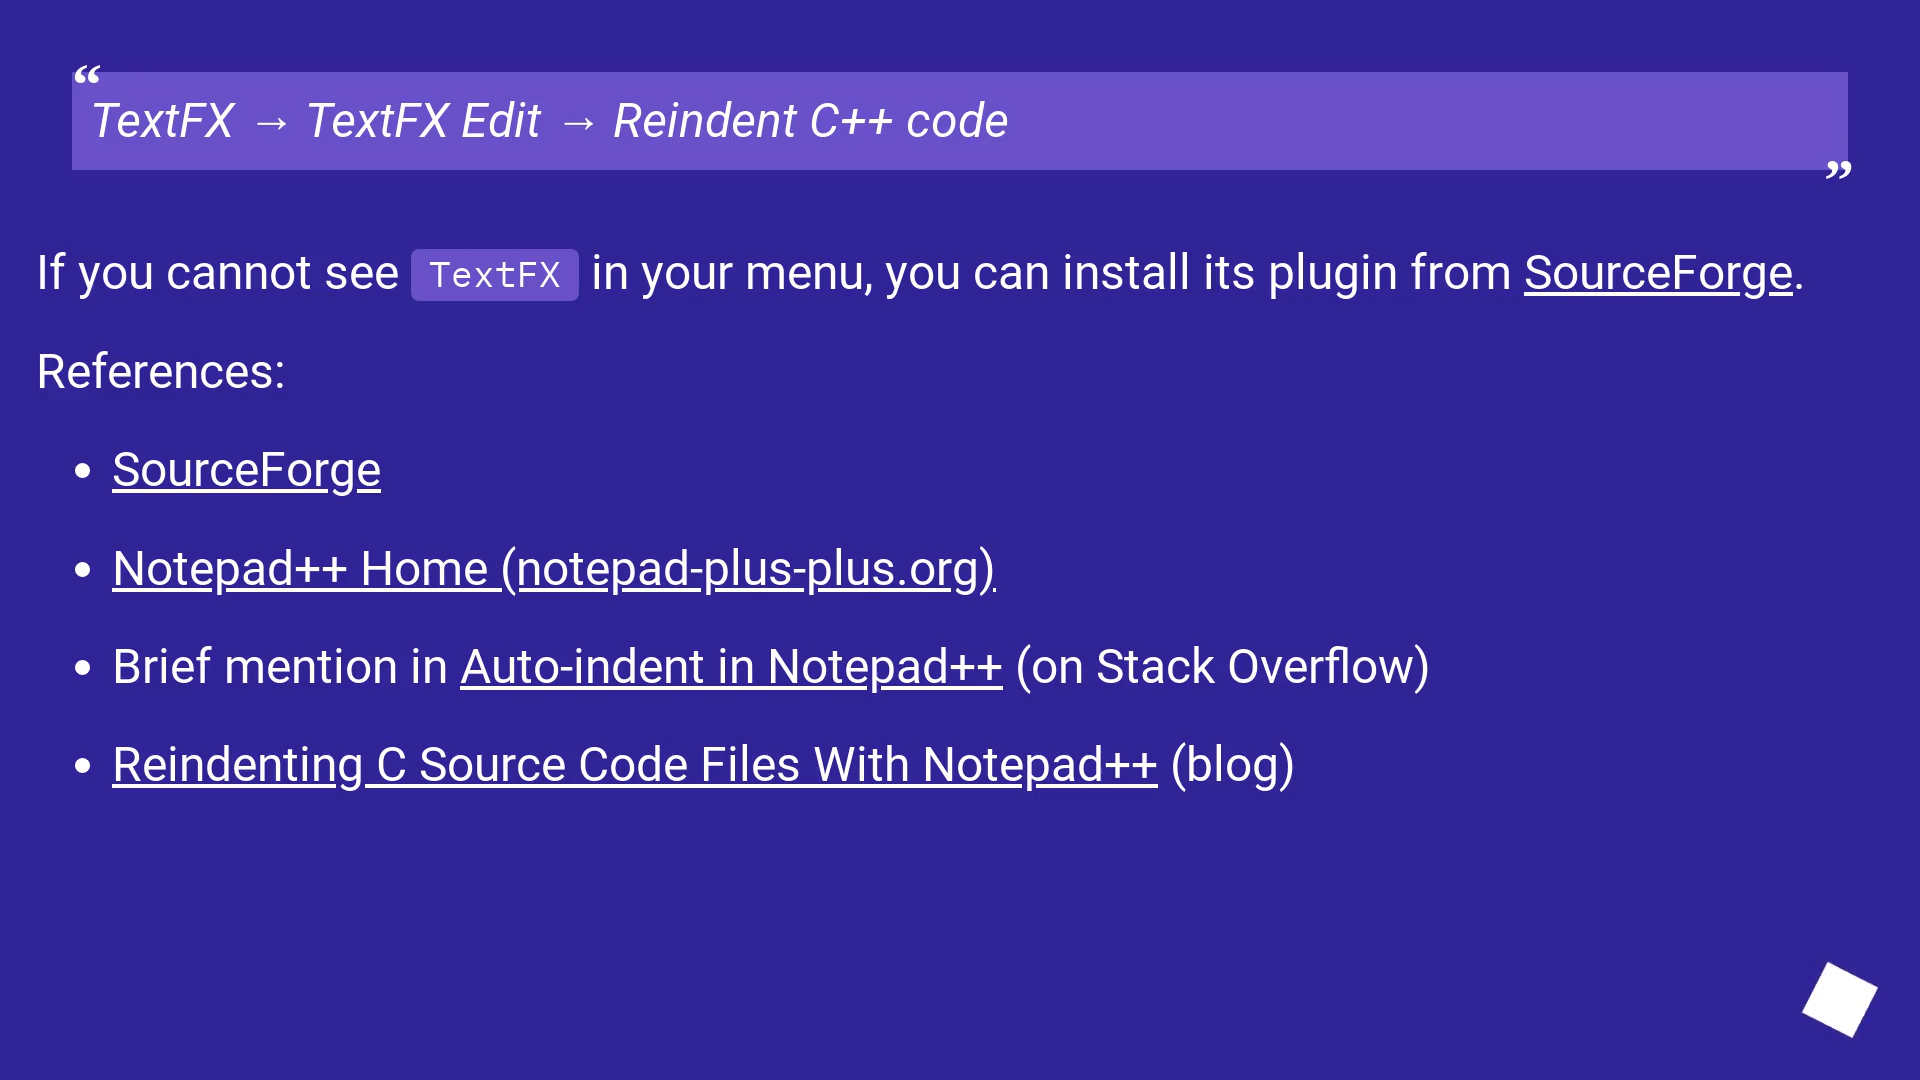 “
TextFX → TextFX Edit → Reindent C++ code
”
If you cannot see TextFX in your menu, you can install its plugin from SourceForge.
References:
• SourceForge
• Notepad++ Home (notepad-plus-plus.org)
• Brief mention in Auto-indent in Notepad++ (on Stack Overflow)
• Reindenting C Source Code Files With Notepad++ (blog)